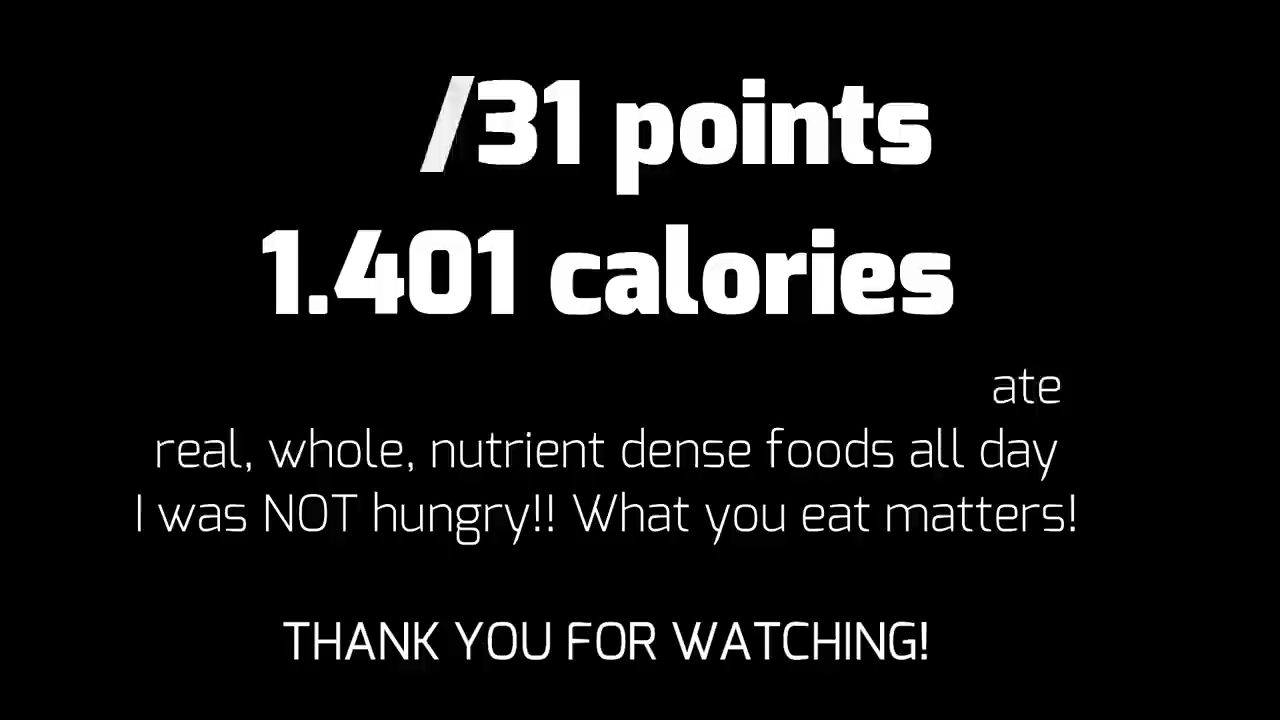 /31 points
1.401 calories
ate
real, whole, nutrient dense foods all day
I was NOT hungry!! What you eat matters!
THANK YOU FOR WATCHING!